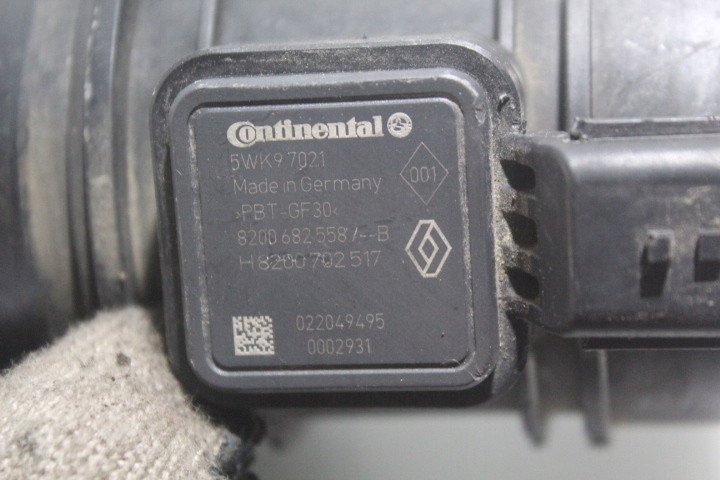 Continental
5WK9 7021
Made in Germany
001
>PBT-GF30<
8200 682 558 /--B
H 8200 702 517
022049495
0002931